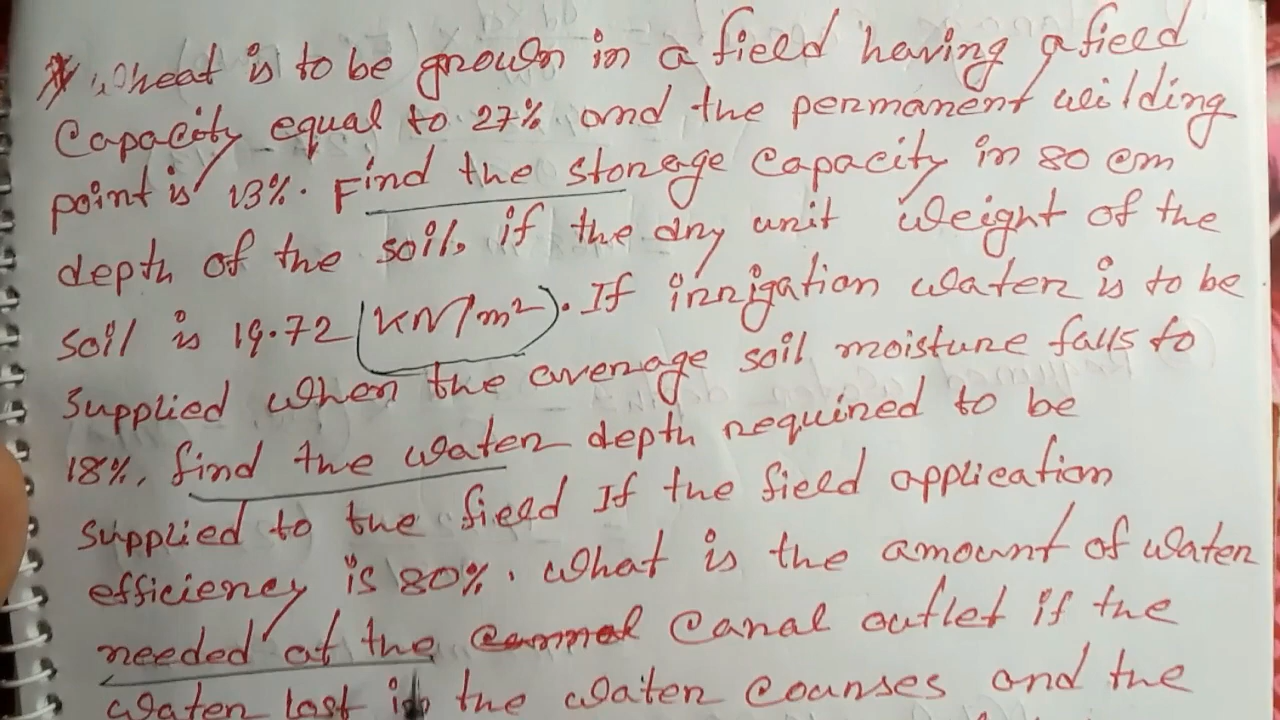 * Wheat is to be grown in a field having a field
Capacity equal to 27% and the permanent wilding
point is 13%. Find the storage capacity in 80 cm
depth of the soil, if the dry unit weight of the
soil is 19.72 (KN/m²). If irrigation water is to be
Supplied when the average soil moisture falls to
18%, find the water depth required to be
supplied to the field If the field application
efficiency is 80%. What is the amount of water
needed at the canal outlet if the
water lost in the water courses and the